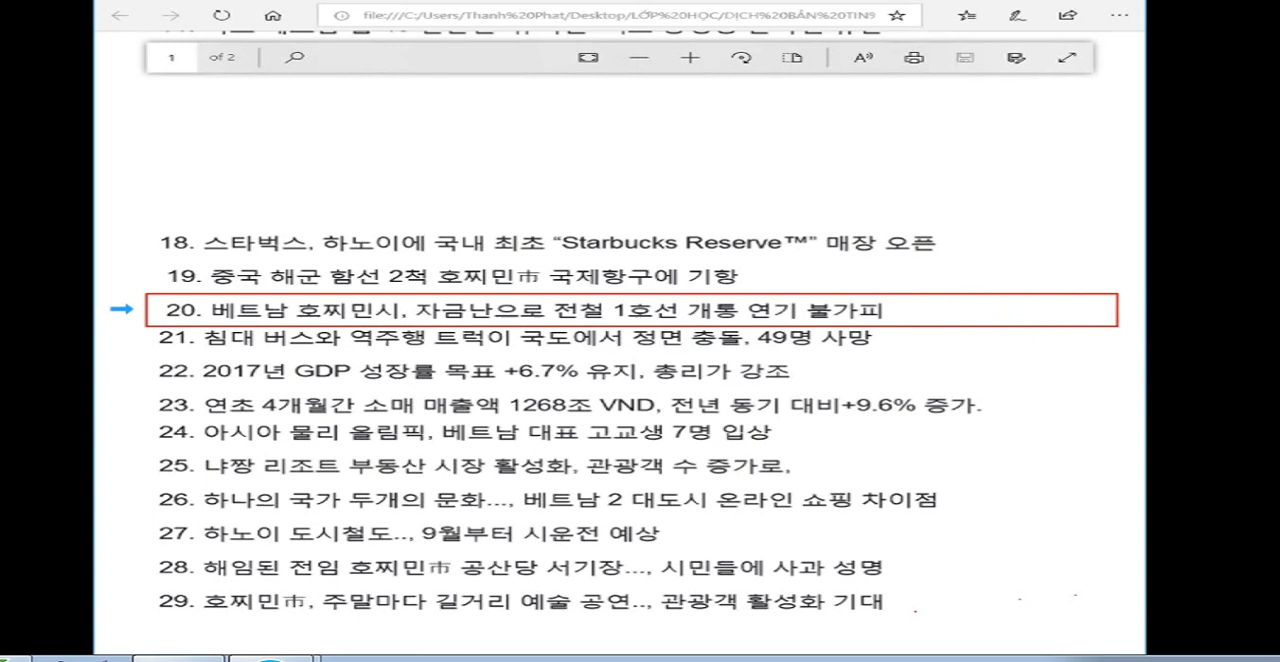 file:///C:/Users/Thanh%20Phat/Desktop/LỚP%20HỌC/DỊCH%20BẢN%20TIN%
1 of 2
18. 스타벅스, 하노이에 국내 최초 “Starbucks Reserve™” 매장 오픈
19. 중국 해군 함선 2척 호찌민市 국제항구에 기항
20. 베트남 호찌민시, 자금난으로 전철 1호선 개통 연기 불가피
21. 침대 버스와 역주행 트럭이 국도에서 정면 충돌, 49명 사망
22. 2017년 GDP 성장률 목표 +6.7% 유지, 총리가 강조
23. 연초 4개월간 소매 매출액 1268조 VND, 전년 동기 대비+9.6% 증가.
24. 아시아 물리 올림픽, 베트남 대표 고교생 7명 입상
25. 냐짱 리조트 부동산 시장 활성화, 관광객 수 증가로,
26. 하나의 국가 두개의 문화..., 베트남 2 대도시 온라인 쇼핑 차이점
27. 하노이 도시철도.., 9월부터 시운전 예상
28. 해임된 전임 호찌민市 공산당 서기장..., 시민들에 사과 성명
29. 호찌민市, 주말마다 길거리 예술 공연.., 관광객 활성화 기대